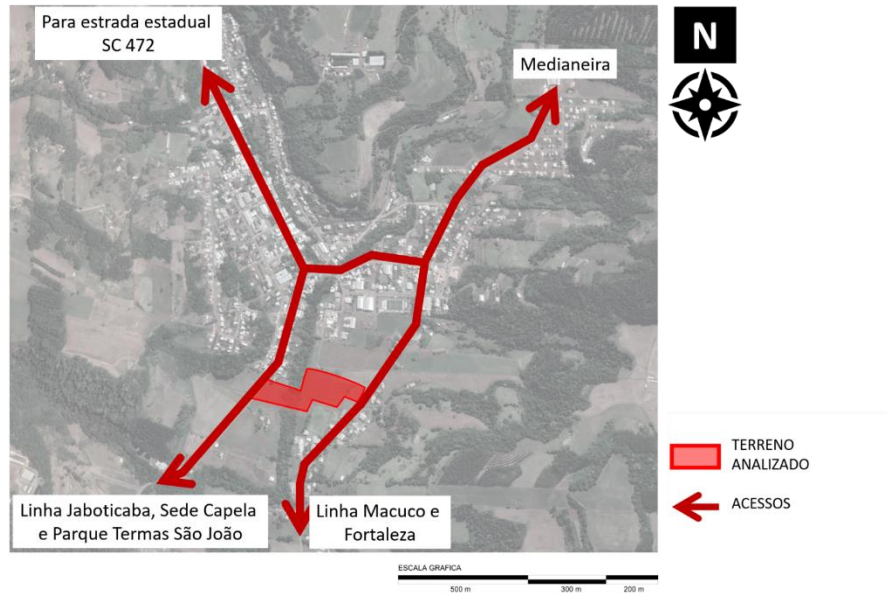 Para estrada estadual
SC 472
Medianeira
N
TERRENO
ANALIZADO
ACESSOS
Linha Jaboticaba, Sede Capela
e Parque Termas São João
Linha Macuco e
Fortaleza
ESCALA GRAFICA
500 m
300 m
200 m